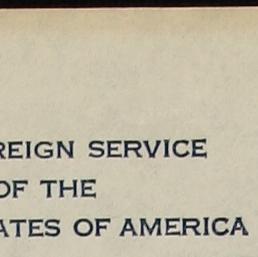 REIGN SERVICE
OF THE
ATES OF AMERICA